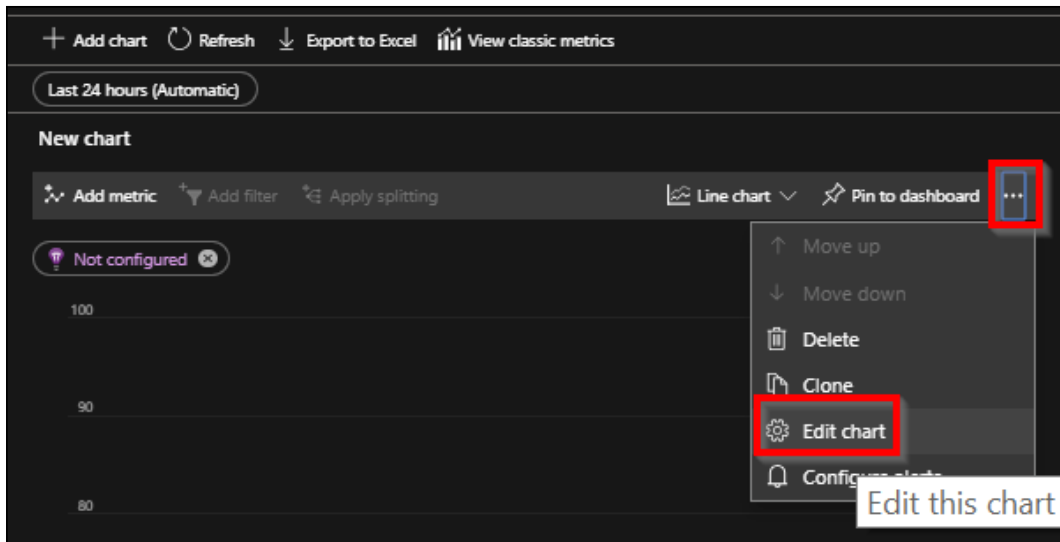 Add chart Refresh Export to Excel View classic metrics
Last 24 hours (Automatic)
New chart
Add metric Add filter Apply splitting Line chart Pin to dashboard ...
Move up
Not configured
Move down
100
Delete
Clone
90
Edit chart
Configure alerts
Edit this chart
80